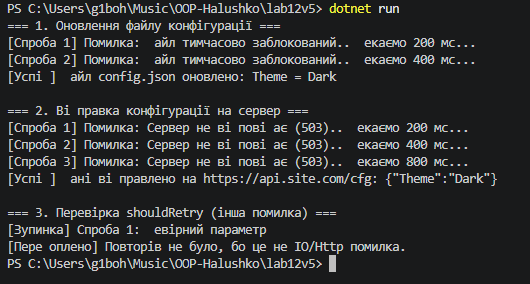 PS C:\Users\g1boh\Music\OOP-Halushko\lab12v5> dotnet run
=== 1. Оновлення файлу конфігурації ===
[Спроба 1] Помилка:  айл тимчасово заблокований..  екаємо 200 мс...
[Спроба 2] Помилка:  айл тимчасово заблокований..  екаємо 400 мс...
[Успі ]  айл config.json оновлено: Theme = Dark

=== 2. Ві правка конфігурації на сервер ===
[Спроба 1] Помилка: Сервер не ві пові ає (503)..  екаємо 200 мс...
[Спроба 2] Помилка: Сервер не ві пові ає (503)..  екаємо 400 мс...
[Спроба 3] Помилка: Сервер не ві пові ає (503)..  екаємо 800 мс...
[Успі ]  ані ві правлено на https://api.site.com/cfg: {"Theme":"Dark"}

=== 3. Перевірка shouldRetry (інша помилка) ===
[Зупинка] Спроба 1:  евірний параметр
[Пере оплено] Повторів не було, бо це не IO/Http помилка.
PS C:\Users\g1boh\Music\OOP-Halushko\lab12v5>